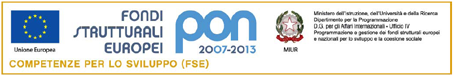 FONDI
STRUTTURALI
EUROPEI
pon
2007-2013
Unione Europea
MIUR
Ministero dell'Istruzione, dell'Università e della Ricerca
Dipartimento per la Programmazione
D.G. per gli Affari Internazionali - Ufficio IV
Programmazione e gestione dei fondi strutturali europei
e nazionali per lo sviluppo e la coesione sociale
COMPETENZE PER LO SVILUPPO (FSE)